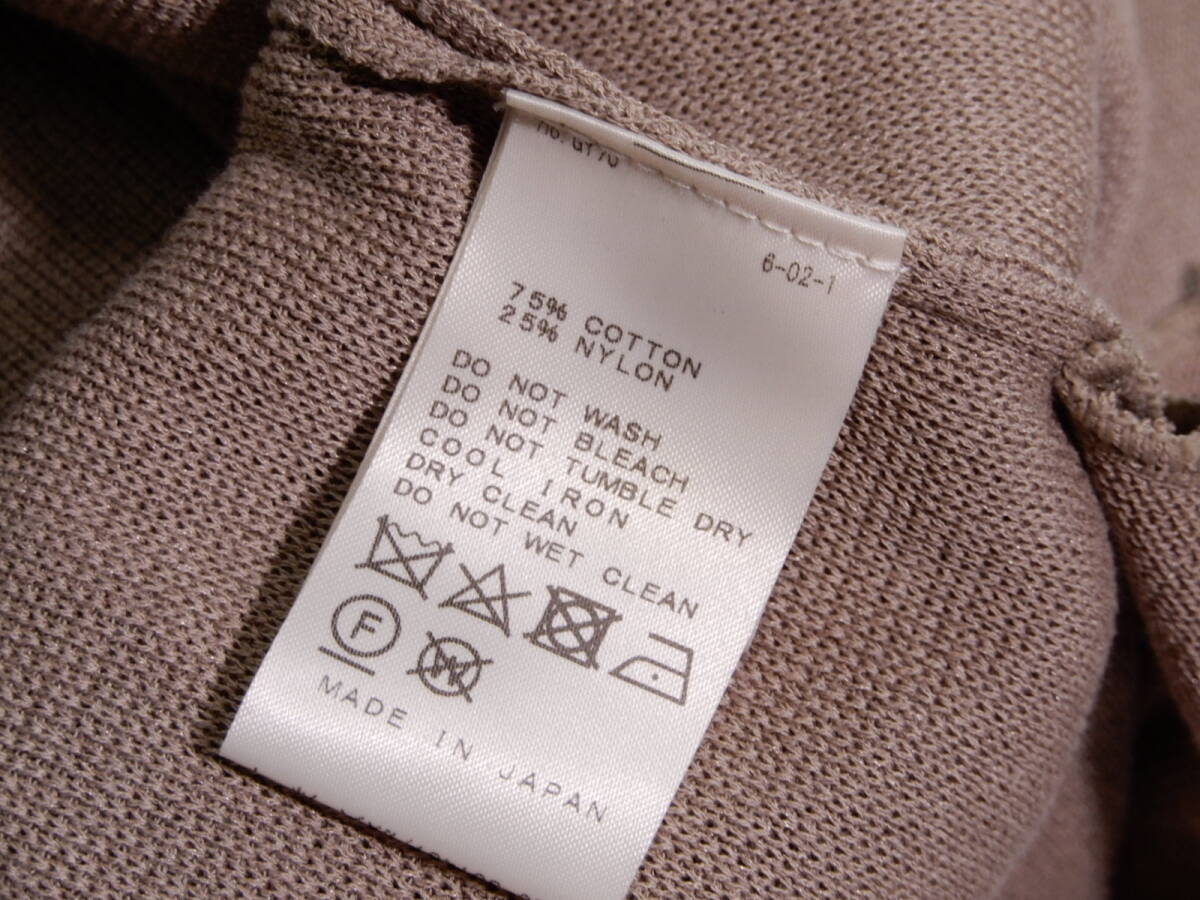 6-02-1
75% COTTON
25% NYLON
DO NOT WASH
DO NOT BLEACH
DO NOT TUMBLE DRY
COOL IRON
DRY CLEAN
DO NOT WET CLEAN
F
W
MADE IN JAPAN